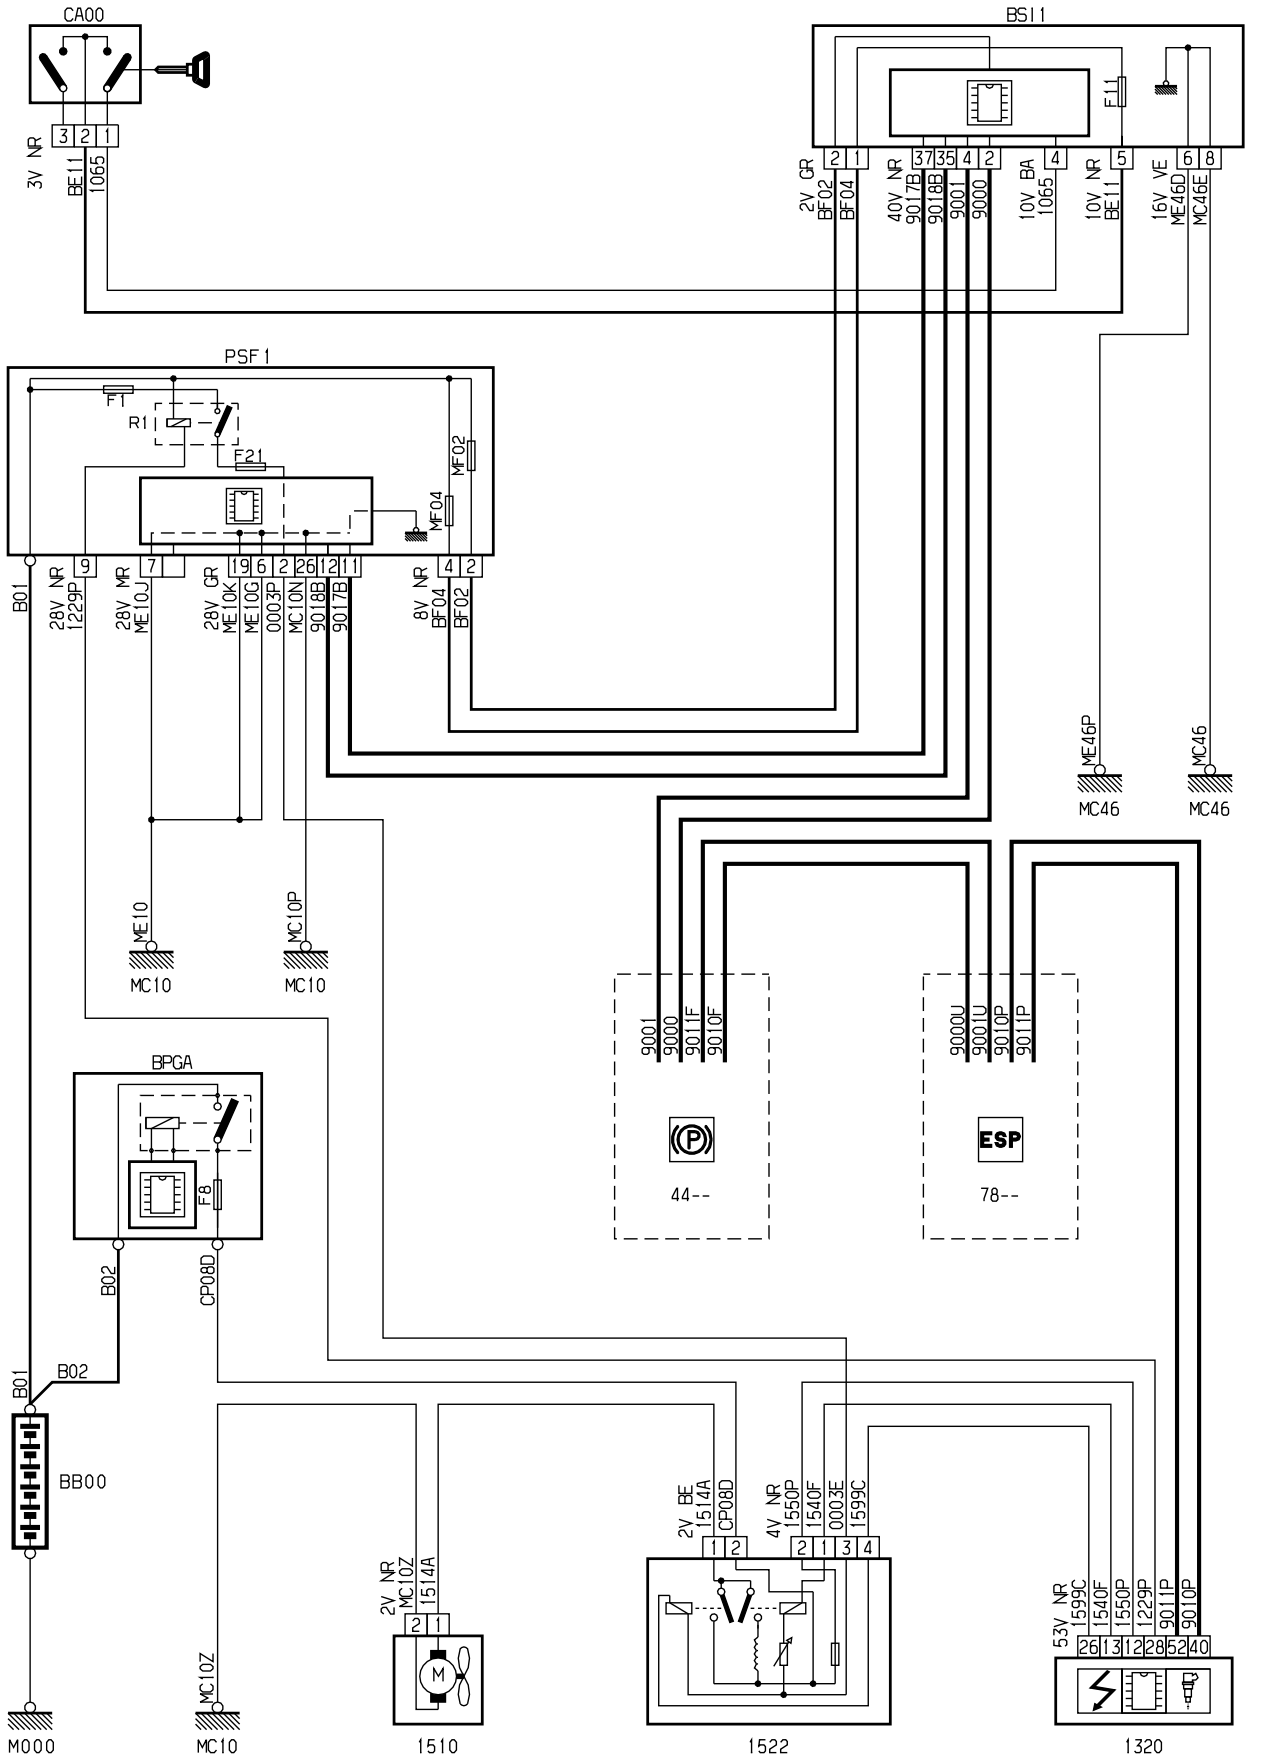 CA00
3 2 1
3V NR
BE11
1065
BSI1
F11
2 1 37 35 4 2 4 5 6 8
2V GR
BF02
BF04
40V NR
9017B
9018B
9001
9000
10V BA
1065
10V NR
BE11
16V VE
ME46D
MC46E
PSF1
F1
R1
F21
MF02
MF04
9 7 19 6 2 26 12 11 4 2
B01
28V NR
1229P
28V MR
ME10J
28V GR
ME10K
ME10G
0003P
MC10N
9018B
9017B
8V NR
BF04
BF02
ME46P
MC46
MC46
MC46
ME10
MC10P
MC10
MC10
9001
9000
9011F
9010F
P
44--
9000U
9001U
9010P
9011P
ESP
78--
BPGA
F8
B02
CP08D
B01
B02
BB00
M000
MC10Z
MC10
2V NR
MC10Z
1514A
2 1
M
1510
2V BE
1514A
CP08D
4V NR
1550P
1540F
0003E
1599C
1 2 2 1 3 4
1522
53V NR
1599C
1540F
1550P
1229P
9011P
9010P
26 13 12 28 52 40
1320